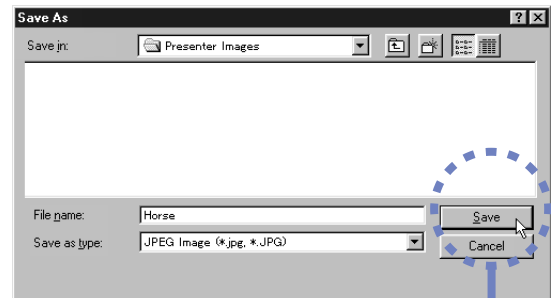 Save As
Save in: Presenter Images
File name: Horse Save
Save as type: JPEG Image (*.jpg, *.JPG) Cancel